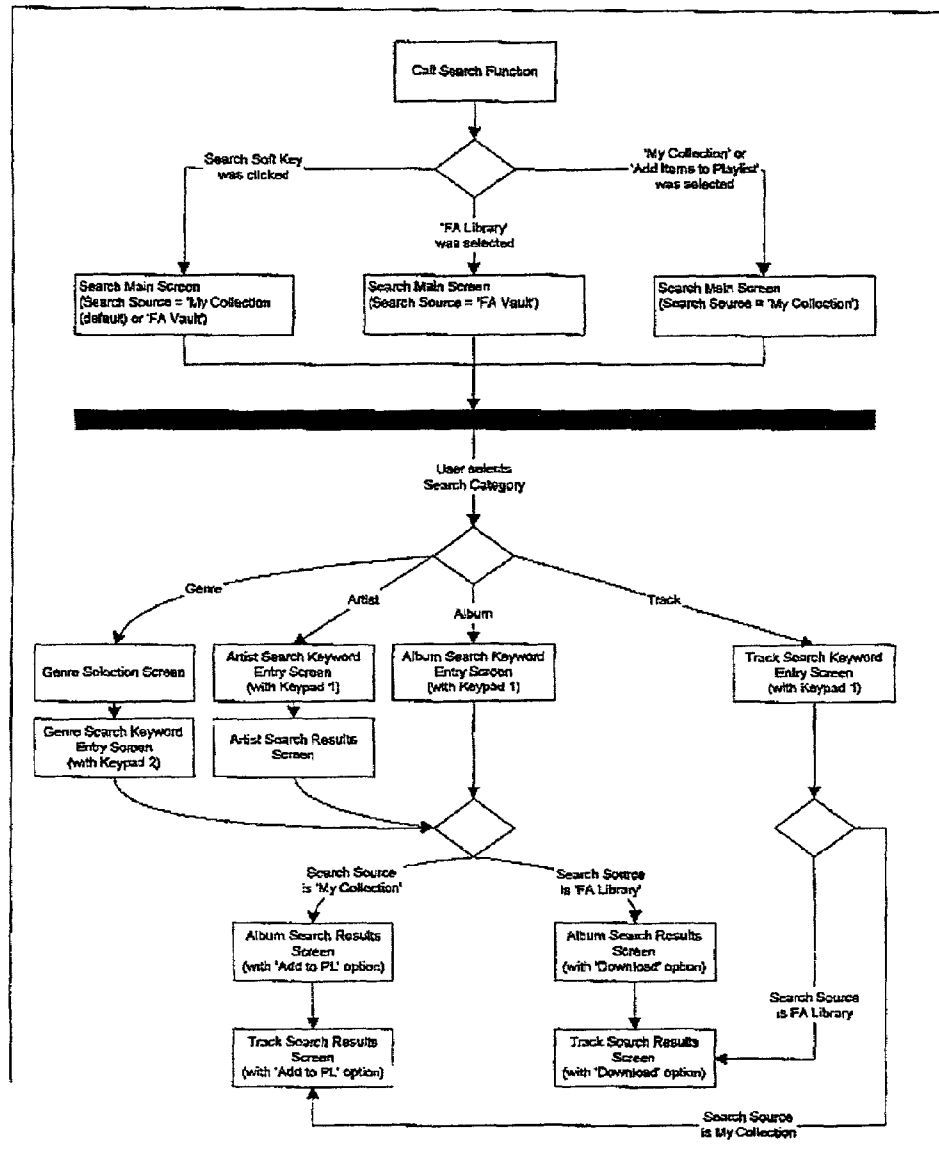 Call Search Function
Search Soft Key
was clicked
'My Collection' or
'Add Items to Playlist'
was selected
'FA Library'
was selected
Search Main Screen
(Search Source = 'My Collection
(default) or 'FA Vault')
Search Main Screen
(Search Source = 'FA Vault')
Search Main Screen
(Search Source = 'My Collection')
User selects
Search Category
Genre
Artist
Album
Track
Genre Selection Screen
Artist Search Keyword
Entry Screen
(with Keypad 1)
Album Search Keyword
Entry Screen
(with Keypad 1)
Track Search Keyword
Entry Screen
(with Keypad 1)
Genre Search Keyword
Entry Screen
(with Keypad 2)
Artist Search Results
Screen
Search Source
is 'My Collection'
Search Source
is 'FA Library'
Album Search Results
Screen
(with 'Add to PL' option)
Album Search Results
Screen
(with 'Download' option)
Search Source
is FA Library
Track Search Results
Screen
(with 'Add to PL' option)
Track Search Results
Screen
(with 'Download' option)
Search Source
is My Collection